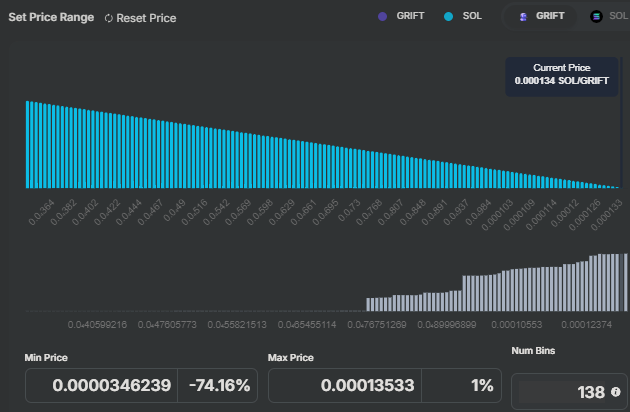 Set Price Range Reset Price GRIFT SOL GRIFT SOL
Current Price
0.000134 SOL/GRIFT
0.0₄364 0.0₄382 0.0₄402 0.0₄422 0.0₄444 0.0₄467 0.0₄49 0.0₄516 0.0₄542 0.0₄569 0.0₄598 0.0₄629 0.0₄661 0.0₄695 0.0₄73 0.0₄768 0.0₄807 0.0₄848 0.0₄891 0.0₄937 0.0₄984 0.000103 0.000109 0.000114 0.00012 0.000126 0.000133
0.0₄40599216 0.0₄47605773 0.0₄55821513 0.0₄65455114 0.0₄76751269 0.0₄89996899 0.00010553 0.00012374
Min Price Max Price Num Bins
0.0000346239 -74.16% 0.00013533 1% 138